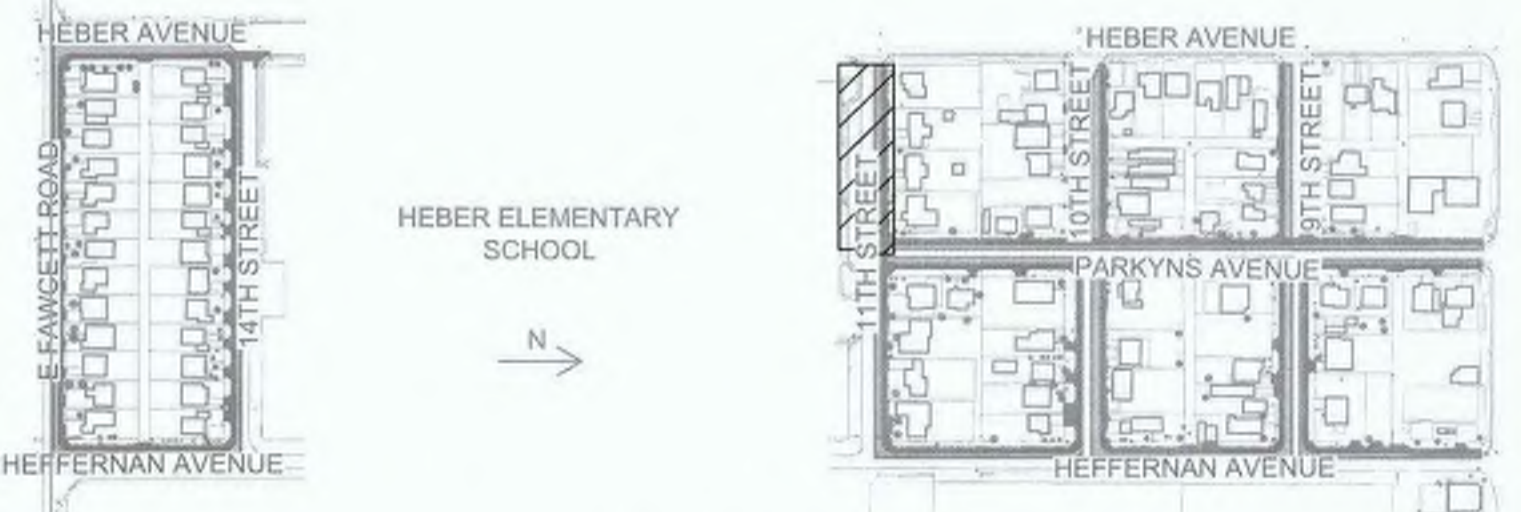 HEBER AVENUE
E FAWCETT ROAD
14TH STREET
HEFFERNAN AVENUE
HEBER ELEMENTARY
SCHOOL
N
HEBER AVENUE
11TH STREET
10TH STREET
9TH STREET
PARKYNS AVENUE
HEFFERNAN AVENUE